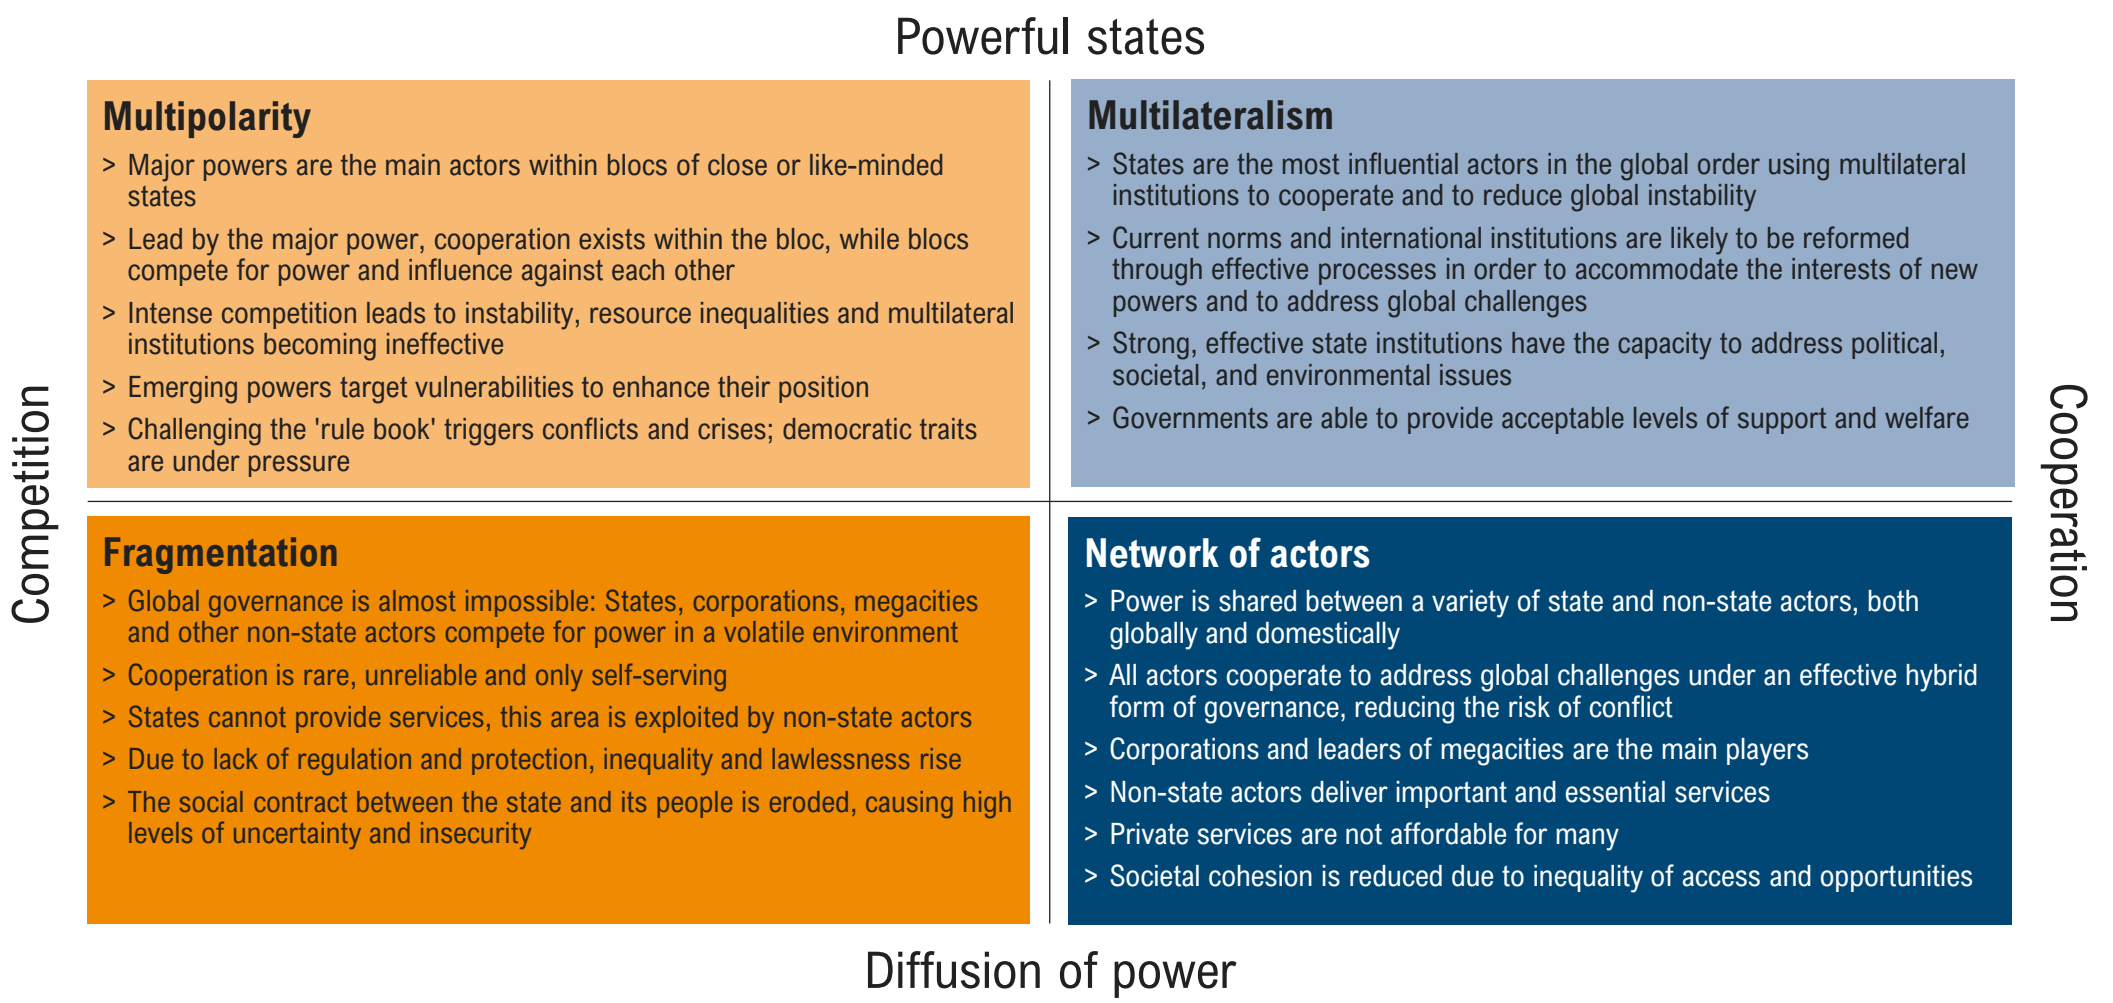 Powerful states
Competition
Multipolarity
> Major powers are the main actors within blocs of close or like-minded
states
> Lead by the major power, cooperation exists within the bloc, while blocs
compete for power and influence against each other
> Intense competition leads to instability, resource inequalities and multilateral
institutions becoming ineffective
> Emerging powers target vulnerabilities to enhance their position
> Challenging the 'rule book' triggers conflicts and crises; democratic traits
are under pressure
Multilateralism
> States are the most influential actors in the global order using multilateral
institutions to cooperate and to reduce global instability
> Current norms and international institutions are likely to be reformed
through effective processes in order to accommodate the interests of new
powers and to address global challenges
> Strong, effective state institutions have the capacity to address political,
societal, and environmental issues
> Governments are able to provide acceptable levels of support and welfare
Cooperation
Fragmentation
> Global governance is almost impossible: States, corporations, megacities
and other non-state actors compete for power in a volatile environment
> Cooperation is rare, unreliable and only self-serving
> States cannot provide services, this area is exploited by non-state actors
> Due to lack of regulation and protection, inequality and lawlessness rise
> The social contract between the state and its people is eroded, causing high
levels of uncertainty and insecurity
Network of actors
> Power is shared between a variety of state and non-state actors, both
globally and domestically
> All actors cooperate to address global challenges under an effective hybrid
form of governance, reducing the risk of conflict
> Corporations and leaders of megacities are the main players
> Non-state actors deliver important and essential services
> Private services are not affordable for many
> Societal cohesion is reduced due to inequality of access and opportunities
Diffusion of power